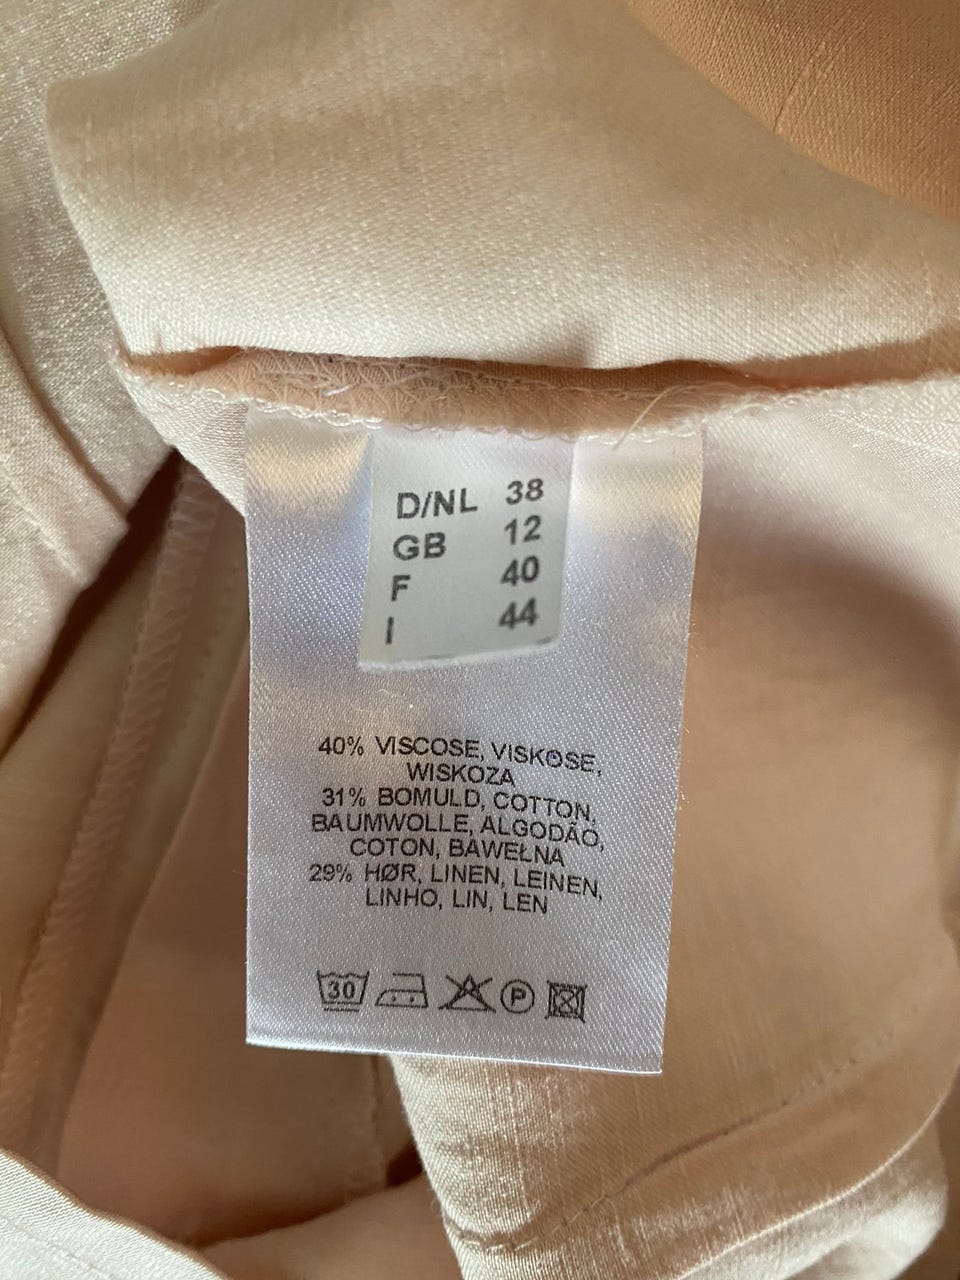 D/NL 38
GB 12
F 40
I 44
40% VISCOSE, VISKOSE,
WISKOZA
31% BOMULD, COTTON,
BAUMWOLLE, ALGODÃO,
COTON, BAWEŁNA
29% HØR, LINEN, LEINEN,
LINHO, LIN, LEN
30 P